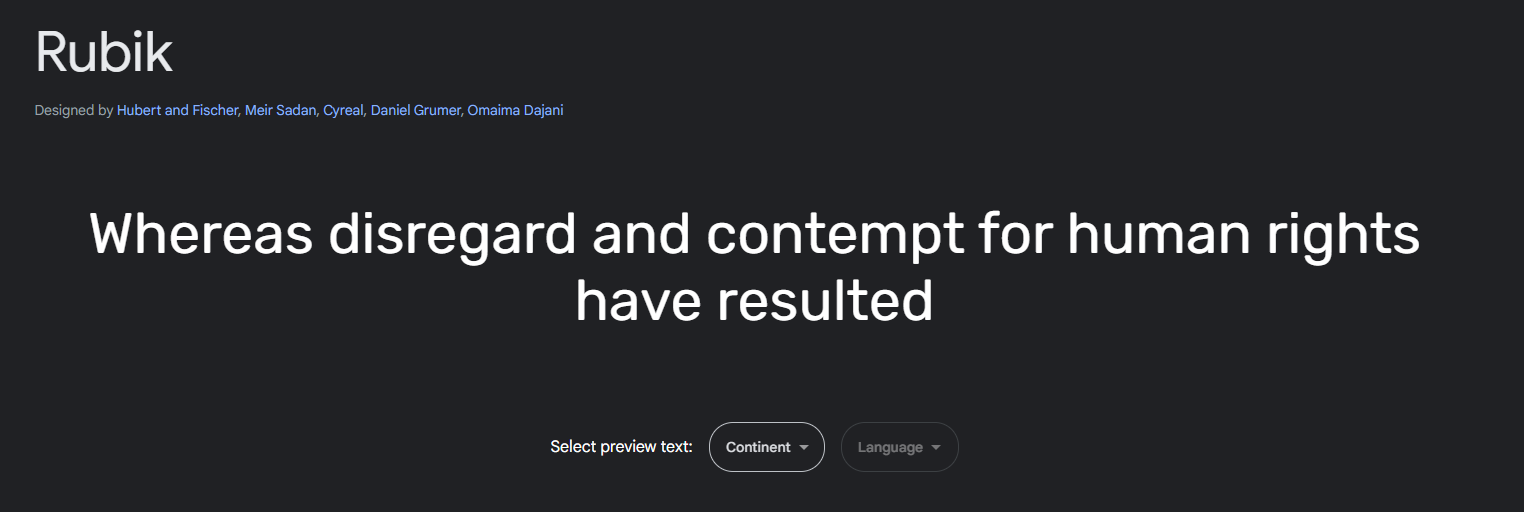 Rubik
Designed by Hubert and Fischer, Meir Sadan, Cyreal, Daniel Grumer, Omaima Dajani
Whereas disregard and contempt for human rights
have resulted
Select preview text: Continent Language